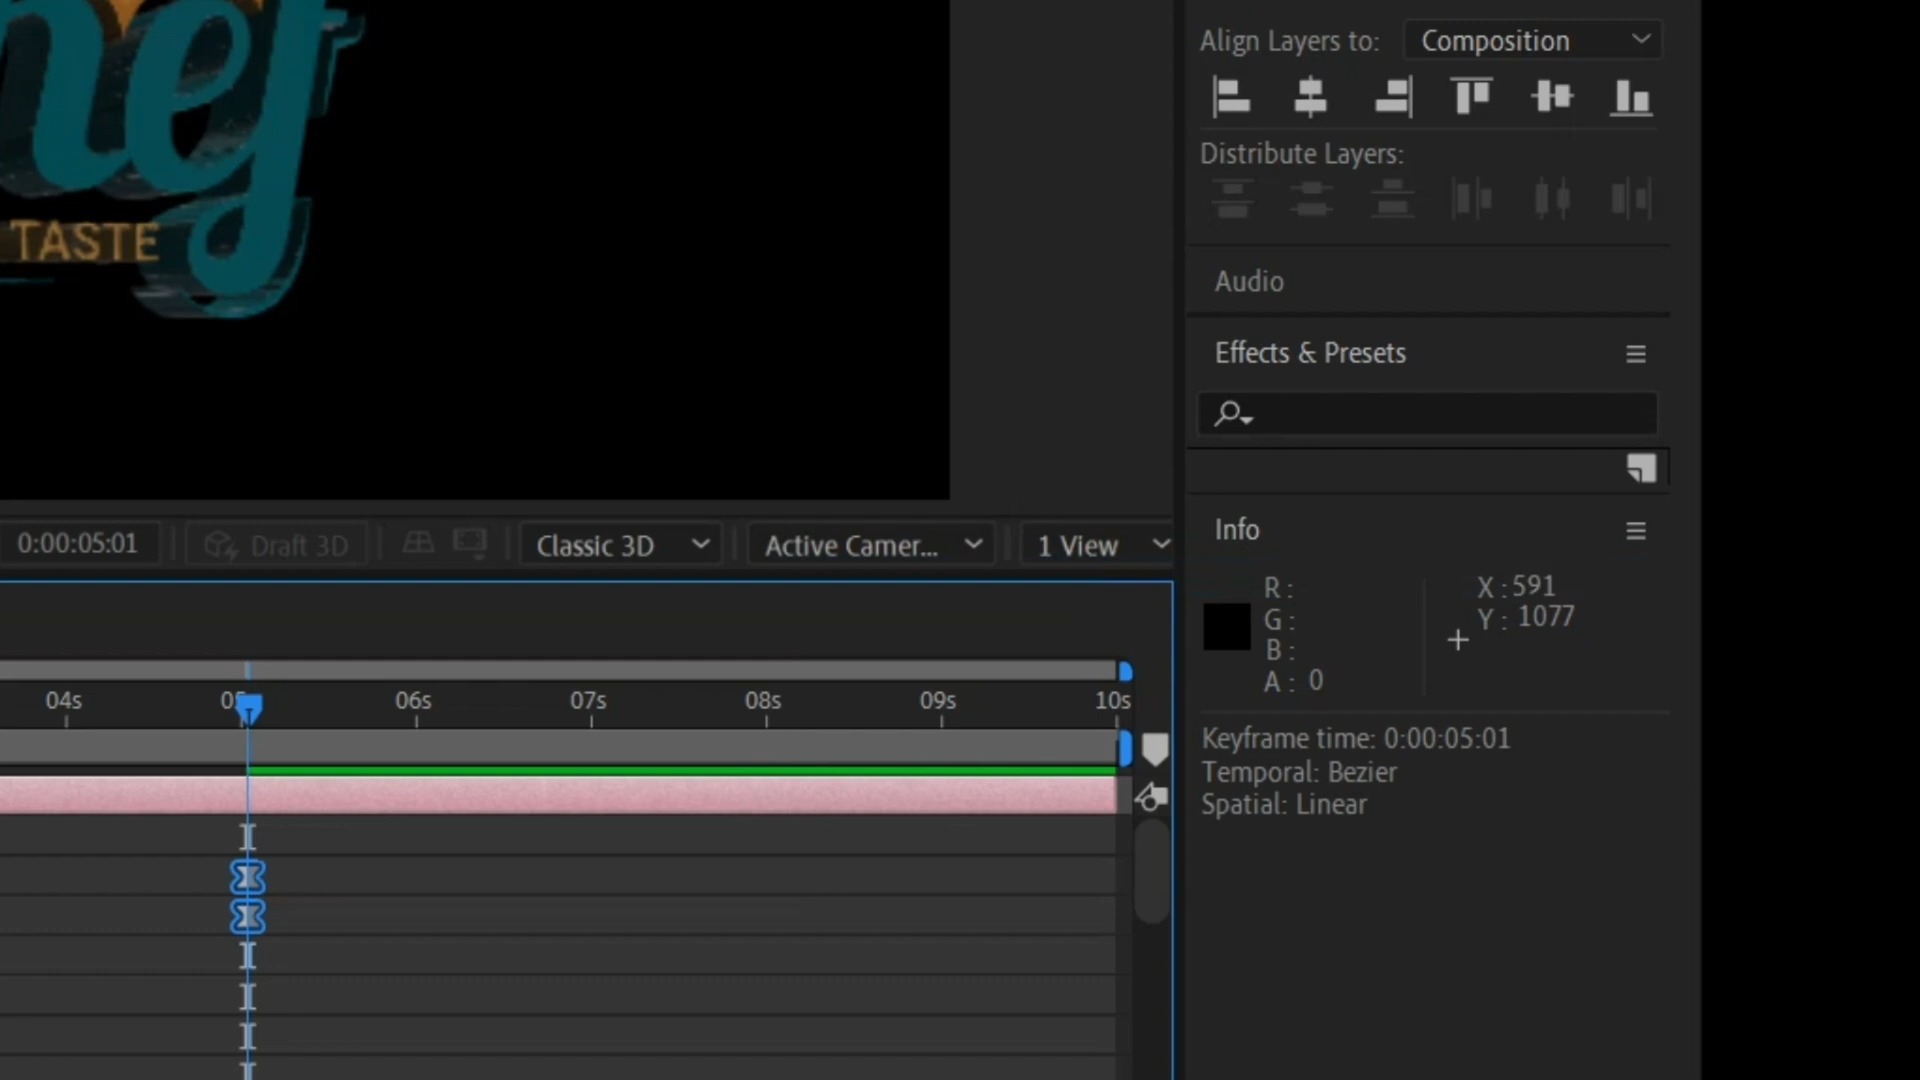 hef
TASTE
Align Layers to: Composition
Distribute Layers:
Audio
Effects & Presets
0:00:05:01 Draft 3D Classic 3D Active Camer... 1 View
Info
R :
G :
B :
A : 0
X : 591
Y : 1077
04s 06s 07s 08s 09s 10s
Keyframe time: 0:00:05:01
Temporal: Bezier
Spatial: Linear